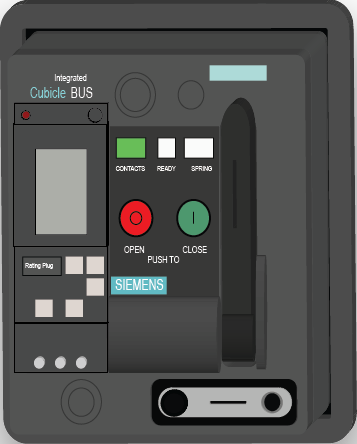 Integrated
Cubicle BUS
CONTACTS READY SPRING
OPEN CLOSE
PUSH TO
Rating Plug
SIEMENS